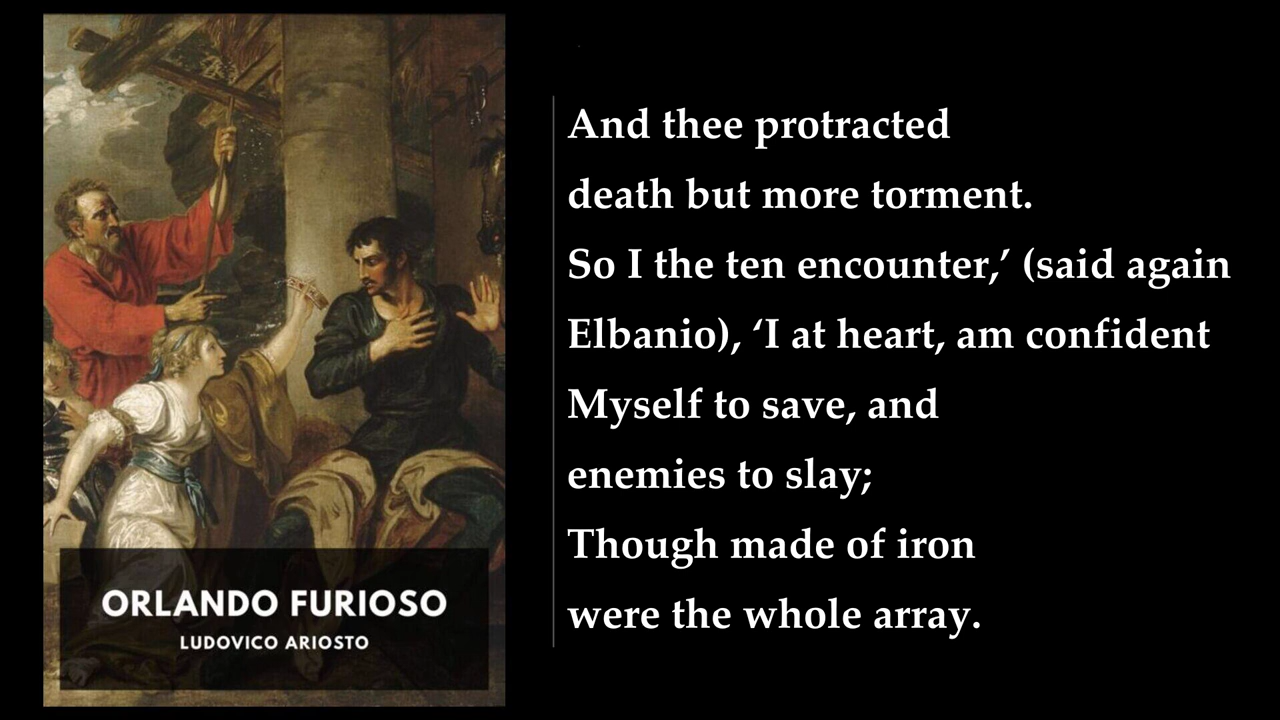 ORLANDO FURIOSO
LUDOVICO ARIOSTO
And thee protracted
death but more torment.
So I the ten encounter,’ (said again
Elbanio), ‘I at heart, am confident
Myself to save, and
enemies to slay;
Though made of iron
were the whole array.